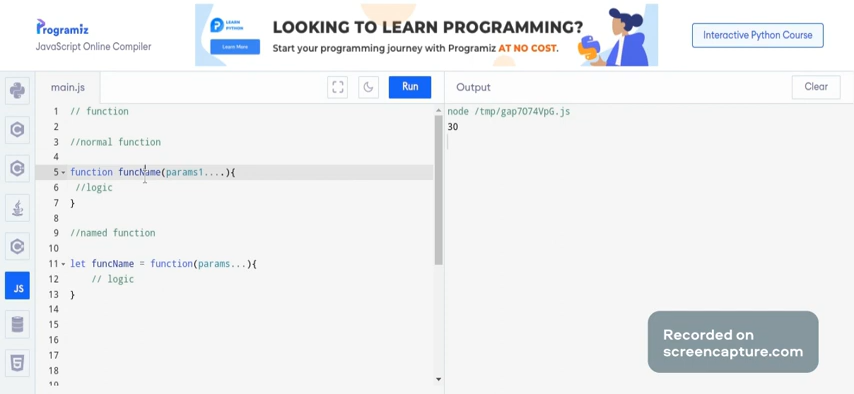 Programiz
JavaScript Online Compiler
LEARN
PYTHON
Learn More
LOOKING TO LEARN PROGRAMMING?
Start your programming journey with Programiz AT NO COST.
Interactive Python Course
main.js
Run
Output
Clear
1 // function
2
3 //normal function
4
5 function funcName(params1....){
6 //logic
7 }
8
9 //named function
10
11 let funcName = function(params...){
12 // logic
13 }
14
15
16
17
18
19
node /tmp/gap7O74VpG.js
30
JS
Recorded on
screencapture.com